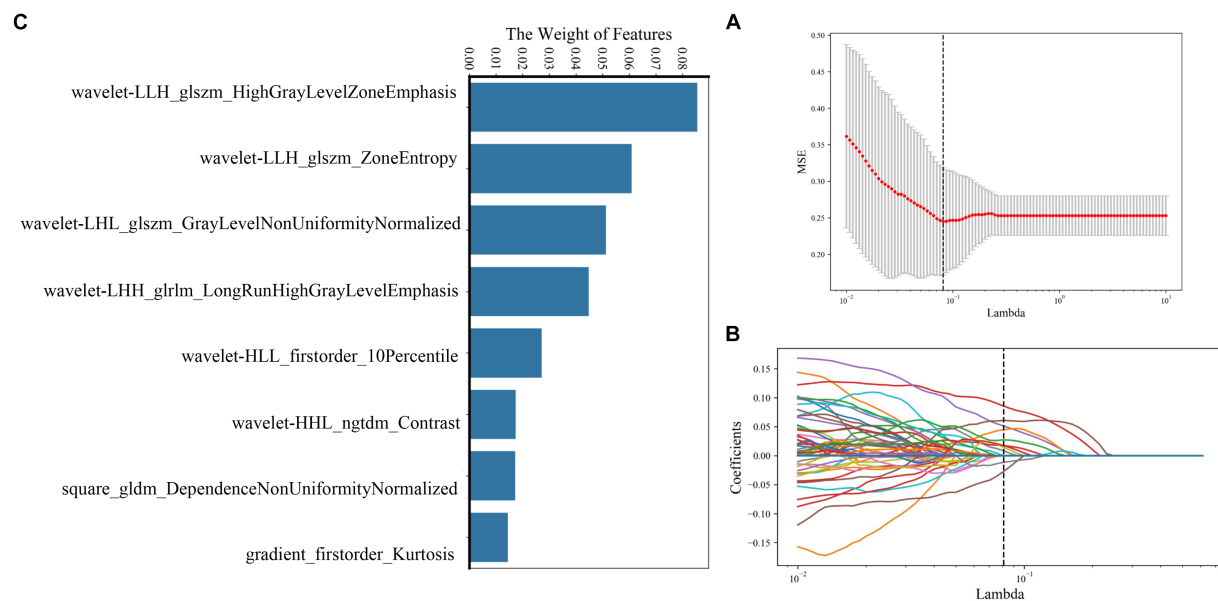 C
The Weight of Features
0.00 0.01 0.02 0.03 0.04 0.05 0.06 0.07 0.08
wavelet-LLH_glszm_HighGrayLevelZoneEmphasis
wavelet-LLH_glszm_ZoneEntropy
wavelet-LHL_glszm_GrayLevelNonUniformityNormalized
wavelet-LHH_glrlm_LongRunHighGrayLevelEmphasis
wavelet-HLL_firstorder_10Percentile
wavelet-HHL_ngtdm_Contrast
square_gldm_DependenceNonUniformityNormalized
gradient_firstorder_Kurtosis
A
0.50
0.45
0.40
0.35
0.30
0.25
0.20
MSE
10⁻² 10⁻¹ 10⁰ 10¹
Lambda
B
0.15
0.10
0.05
0.00
−0.05
−0.10
−0.15
Coefficients
10⁻² 10⁻¹
Lambda